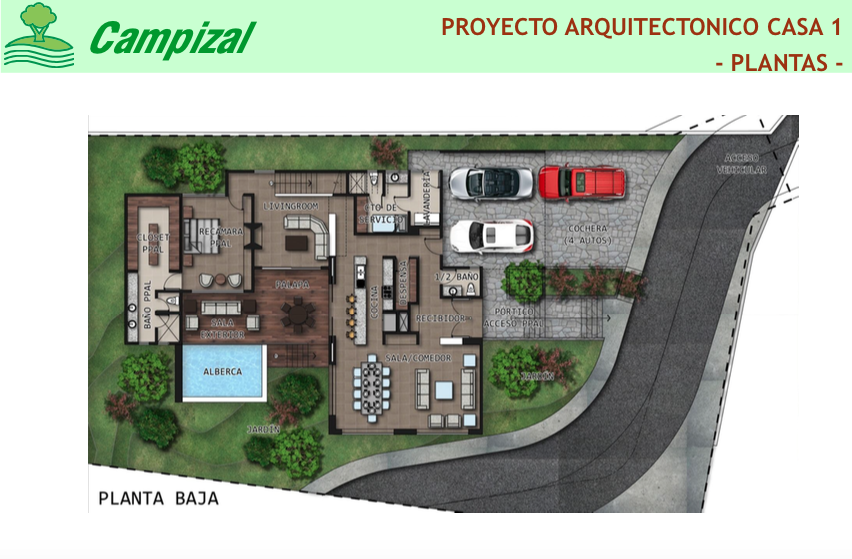 Campizal
PROYECTO ARQUITECTONICO CASA 1
- PLANTAS -
ACCESO
VEHICULAR
LIVINGROOM
CTO DE
SERVICIO
LAVANDERIA
CLOSET
PPAL
RECAMARA
PPAL
COCHERA
(4 AUTOS)
PALAPA
COCINA
DESPENSA
1/2 BAÑO
BAÑO PPAL
SALA
EXTERIOR
RECIBIDOR
PORTICO
ACCESO PPAL
SALA/COMEDOR
ALBERCA
JARDIN
JARDIN
PLANTA BAJA